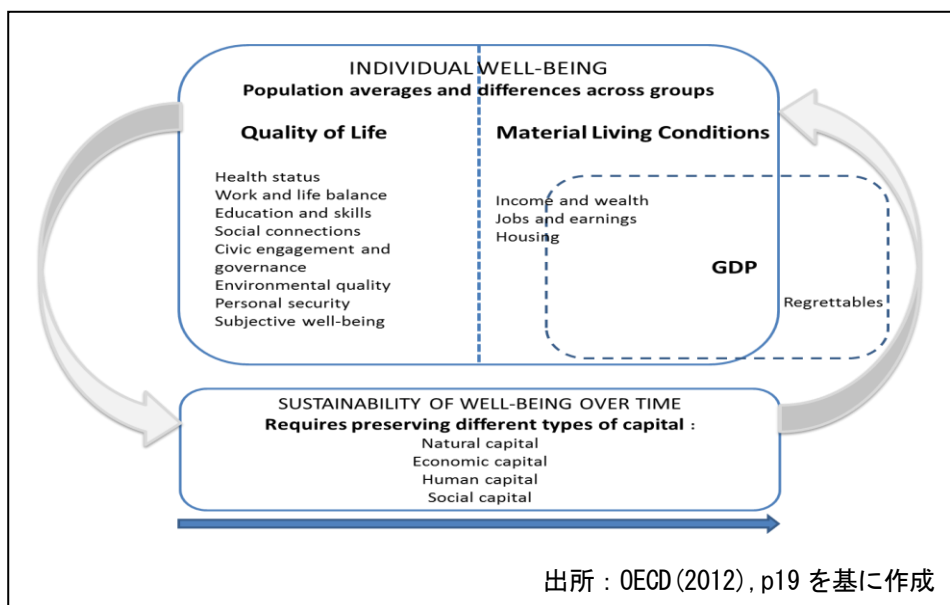 INDIVIDUAL WELL-BEING
Population averages and differences across groups
Quality of Life
Health status
Work and life balance
Education and skills
Social connections
Civic engagement and
governance
Environmental quality
Personal security
Subjective well-being
Material Living Conditions
Income and wealth
Jobs and earnings
Housing
GDP
Regrettables
SUSTAINABILITY OF WELL-BEING OVER TIME
Requires preserving different types of capital :
Natural capital
Economic capital
Human capital
Social capital
出所：OECD(2012), p19 を基に作成